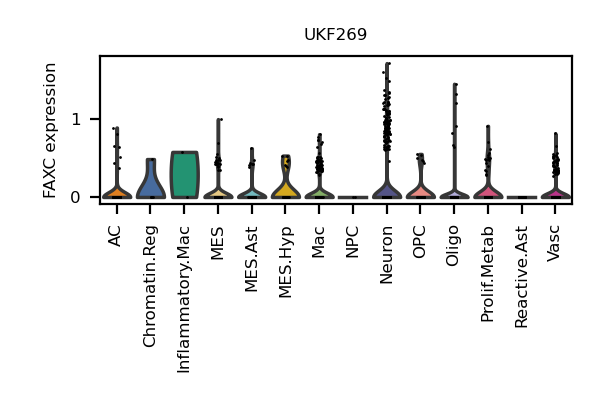 UKF269
FAXC expression
1
0
AC
Chromatin.Reg
Inflammatory.Mac
MES
MES.Ast
MES.Hyp
Mac
NPC
Neuron
OPC
Oligo
Prolif.Metab
Reactive.Ast
Vasc